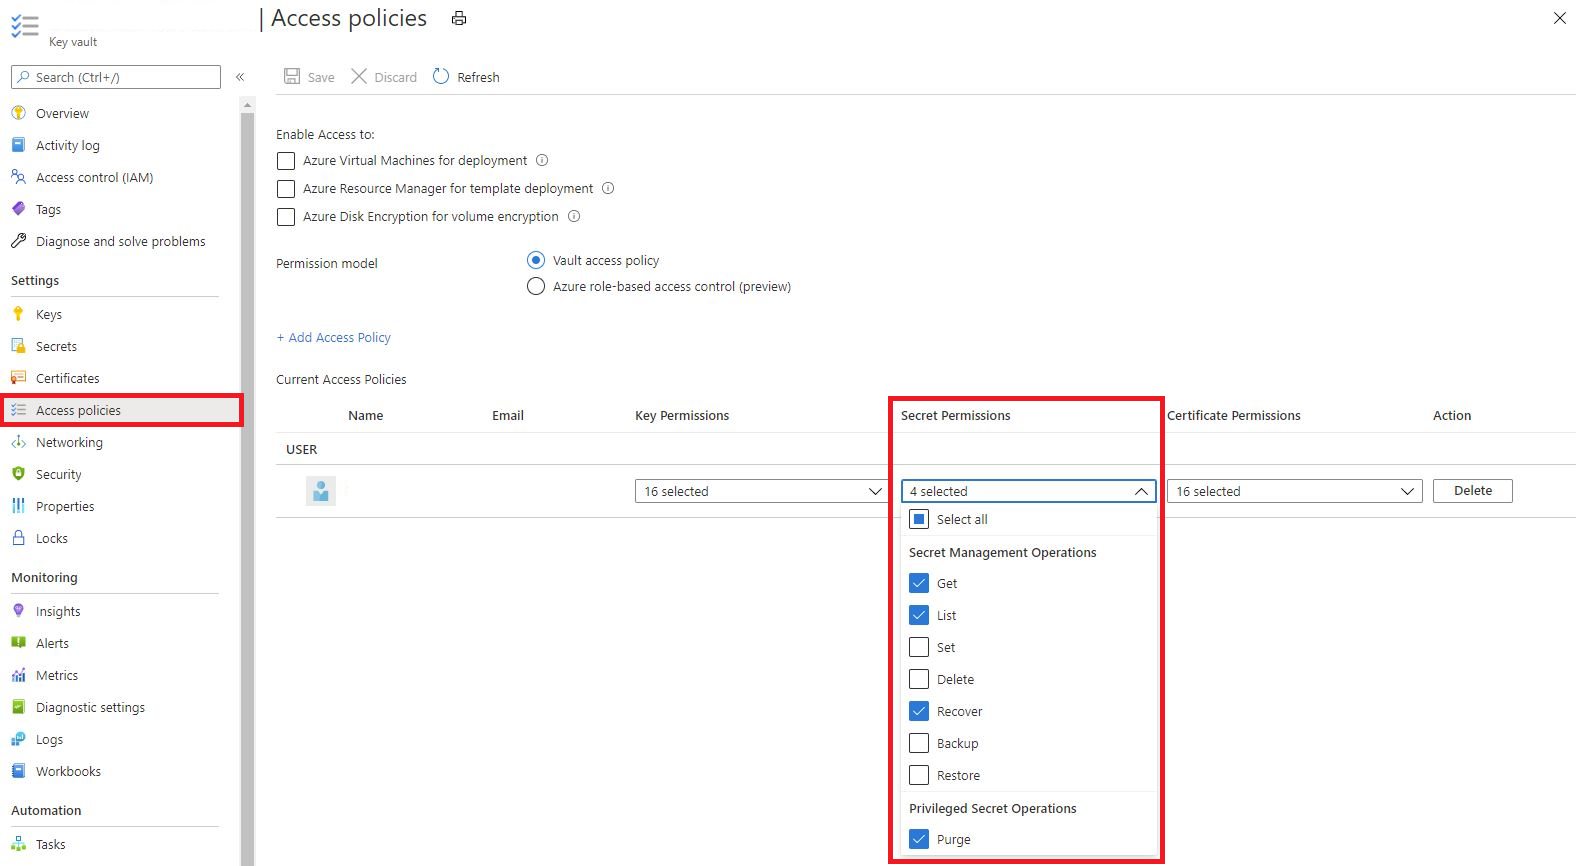 | Access policies
Key vault
Search (Ctrl+/)
«
Overview
Activity log
Access control (IAM)
Tags
Diagnose and solve problems
Settings
Keys
Secrets
Certificates
Access policies
Networking
Security
Properties
Locks
Monitoring
Insights
Alerts
Metrics
Diagnostic settings
Logs
Workbooks
Automation
Tasks
Save Discard Refresh
Enable Access to:
Azure Virtual Machines for deployment
Azure Resource Manager for template deployment
Azure Disk Encryption for volume encryption
Permission model
Vault access policy
Azure role-based access control (preview)
+ Add Access Policy
Current Access Policies
Name Email Key Permissions Secret Permissions Certificate Permissions Action
USER
16 selected 4 selected 16 selected Delete
Select all
Secret Management Operations
Get
List
Set
Delete
Recover
Backup
Restore
Privileged Secret Operations
Purge